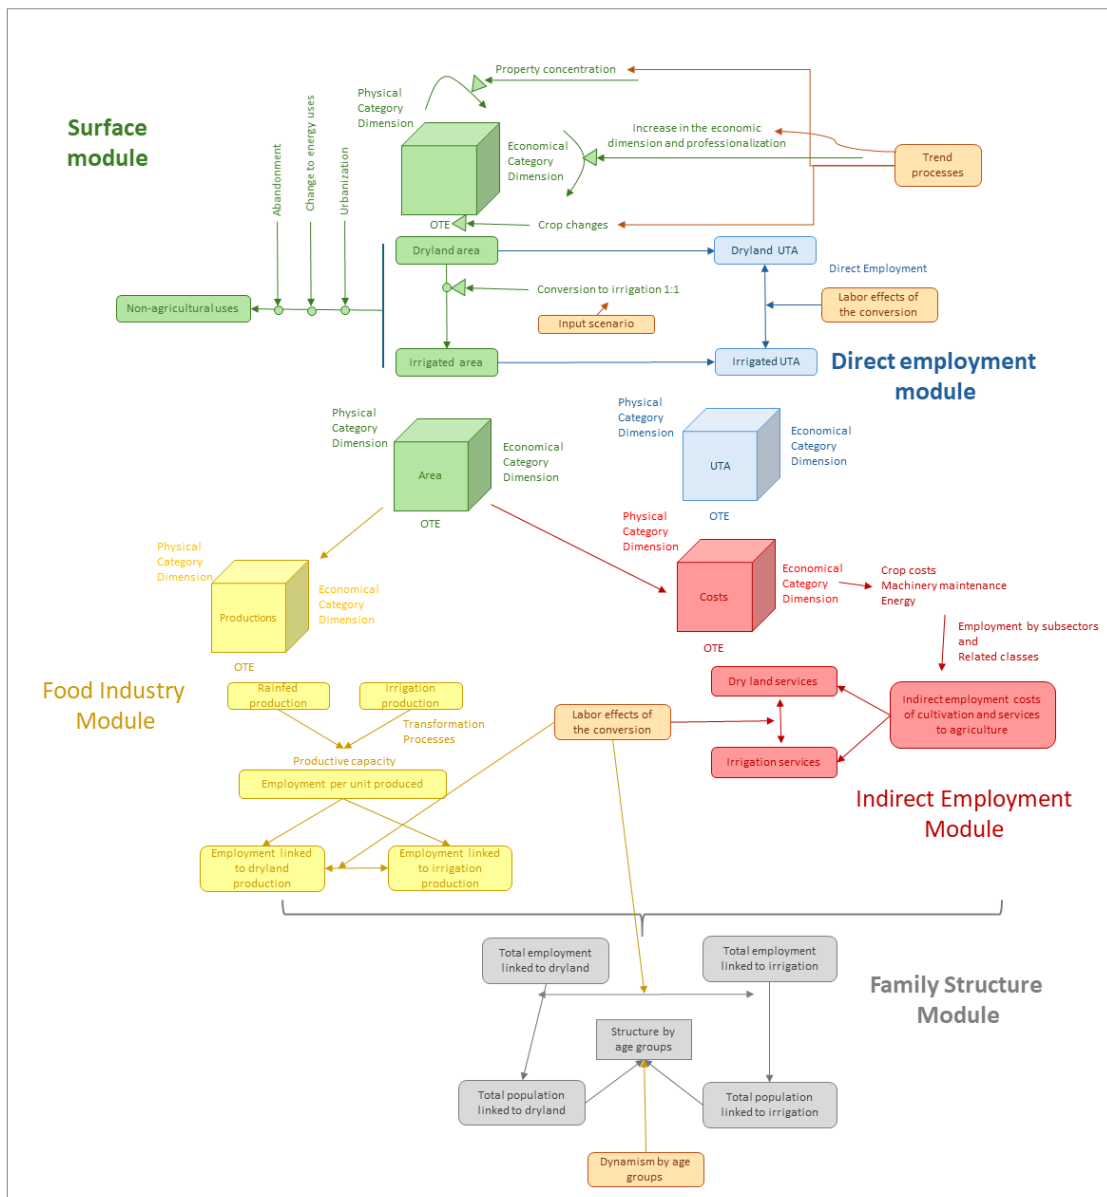 Property concentration
Physical
Category
Dimension
Surface
module
Increase in the economic
dimension and professionalization
Economical
Category
Dimension
Trend
processes
Abandonment
Change to energy uses
Urbanization
OTE
Crop changes
Dryland area
Dryland UTA
Direct Employment
Non-agricultural uses
Conversion to irrigation 1:1
Labor effects of
the conversion
Input scenario
Irrigated area
Irrigated UTA
Direct employment
module
Physical
Category
Dimension
Economical
Category
Dimension
Area
OTE
Physical
Category
Dimension
Economical
Category
Dimension
UTA
OTE
Physical
Category
Dimension
Economical
Category
Dimension
Productions
OTE
Physical
Category
Dimension
Economical
Category
Dimension
Costs
OTE
Crop costs
Machinery maintenance
Energy
Employment by subsectors
and
Related classes
Food Industry
Module
Rainfed
production
Irrigation
production
Transformation
Processes
Productive capacity
Employment per unit produced
Employment linked
to dryland
production
Employment linked
to irrigation
production
Labor effects of
the conversion
Dry land services
Irrigation services
Indirect employment costs
of cultivation and services
to agriculture
Indirect Employment
Module
Total employment
linked to dryland
Total employment
linked to irrigation
Family Structure
Module
Structure by
age groups
Total population
linked to dryland
Total population
linked to irrigation
Dynamism by age
groups